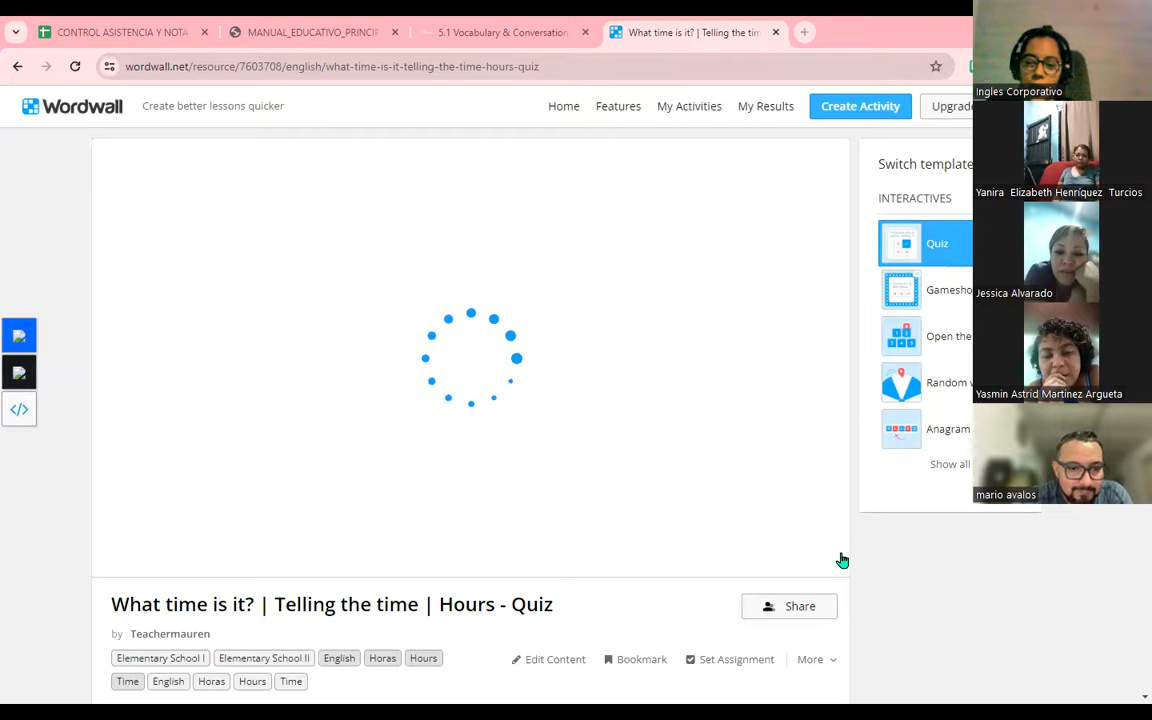 CONTROL ASISTENCIA Y NOTA
MANUAL_EDUCATIVO_PRINCIF
5.1 Vocabulary & Conversation
What time is it? | Telling the tim
wordwall.net/resource/7603708/english/what-time-is-it-telling-the-time-hours-quiz
Wordwall
Create better lessons quicker
Home
Features
My Activities
My Results
Create Activity
Upgrade
Ingles Corporativo
Switch template
INTERACTIVES
Quiz
Gamesho
Open the
Random w
Anagram
Show all
Yanira Elizabeth Henríquez Turcios
Jessica Alvarado
Yasmin Astrid Martinez Argueta
mario avalos
</>
What time is it? | Telling the time | Hours - Quiz
Share
by Teachermauren
Elementary School I
Elementary School II
English
Horas
Hours
Edit Content
Bookmark
Set Assignment
More
Time
English
Horas
Hours
Time